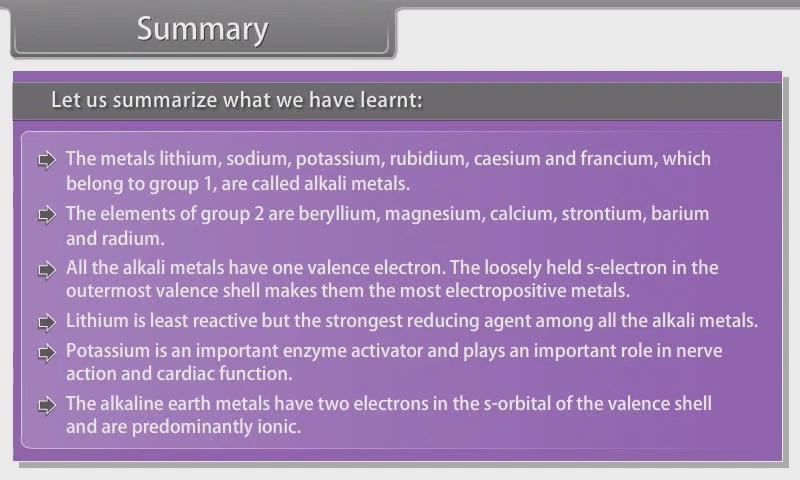 Summary
Let us summarize what we have learnt:
The metals lithium, sodium, potassium, rubidium, caesium and francium, which
belong to group 1, are called alkali metals.
The elements of group 2 are beryllium, magnesium, calcium, strontium, barium
and radium.
All the alkali metals have one valence electron. The loosely held s-electron in the
outermost valence shell makes them the most electropositive metals.
Lithium is least reactive but the strongest reducing agent among all the alkali metals.
Potassium is an important enzyme activator and plays an important role in nerve
action and cardiac function.
The alkaline earth metals have two electrons in the s-orbital of the valence shell
and are predominantly ionic.